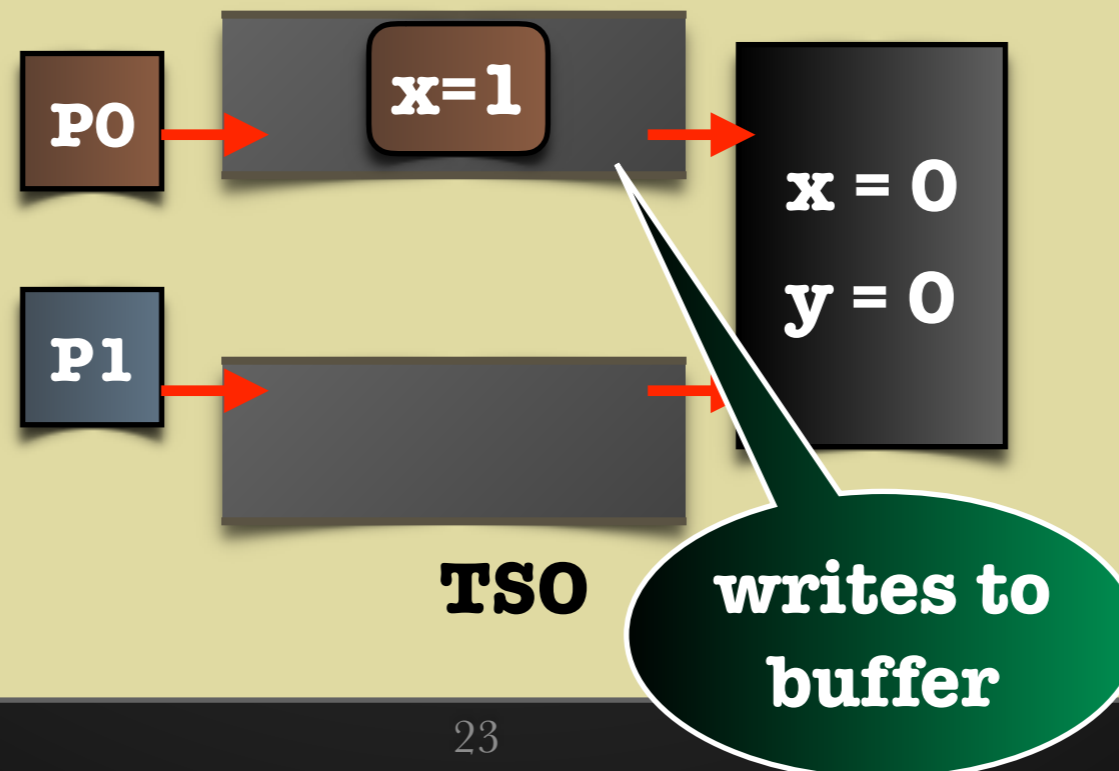 P0
x=1
x = 0
y = 0
P1
TSO
writes to
buffer
23